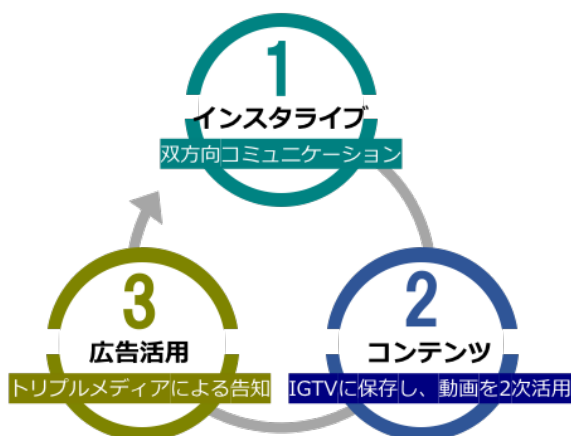 1
インスタライブ
双方向コミュニケーション
2
コンテンツ
IGTVに保存し、動画を2次活用
3
広告活用
トリプルメディアによる告知